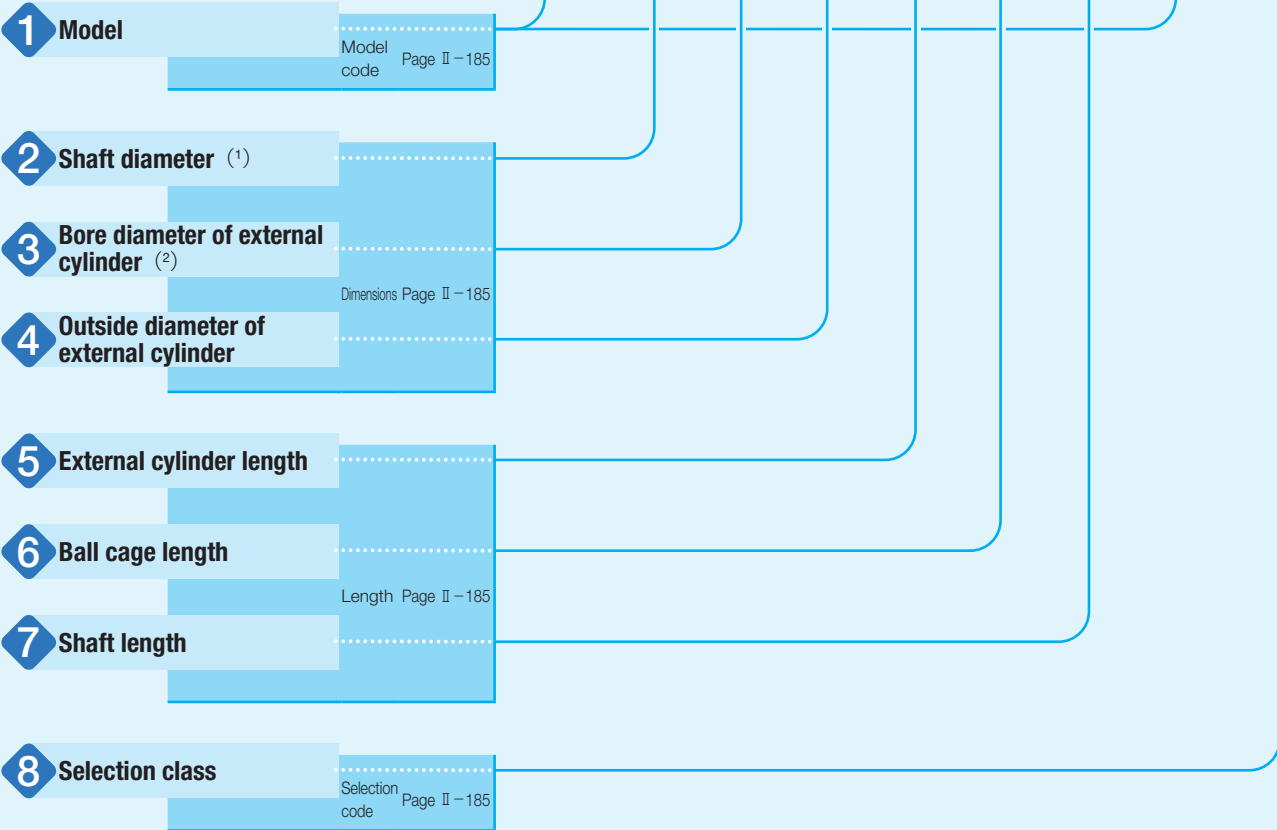 1 Model
Model
code Page Ⅱ-185
2 Shaft diameter (1)
3 Bore diameter of external
cylinder (2)
Dimensions Page Ⅱ-185
4 Outside diameter of
external cylinder
5 External cylinder length
6 Ball cage length
Length Page Ⅱ-185
7 Shaft length
8 Selection class
Selection
code Page Ⅱ-185